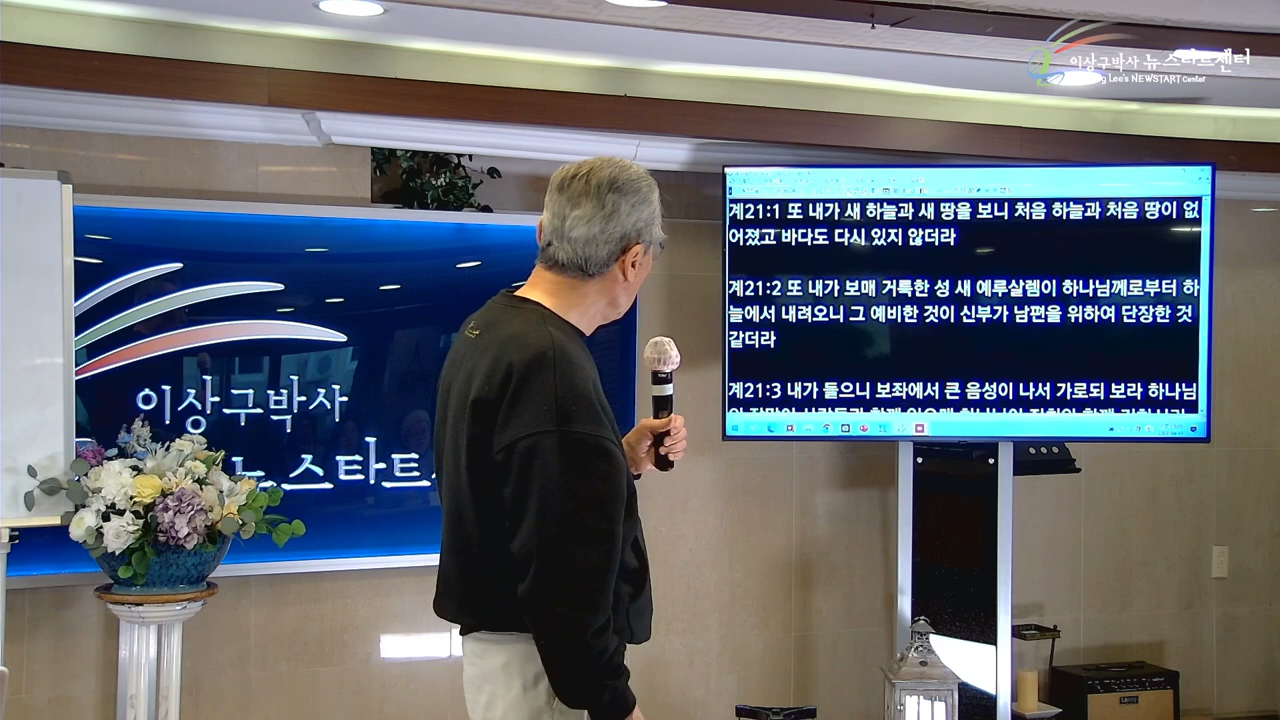 이상구박사 뉴스타트센터
Lee's NEWSTART Center
계21:1 또 내가 새 하늘과 새 땅을 보니 처음 하늘과 처음 땅이 없
어졌고 바다도 다시 있지 않더라
계21:2 또 내가 보매 거룩한 성 새 예루살렘이 하나님께로부터 하
늘에서 내려오니 그 예비한 것이 신부가 남편을 위하여 단장한 것
같더라
계21:3 내가 들으니 보좌에서 큰 음성이 나서 가로되 보라 하나님
이상구박사
뉴스타트